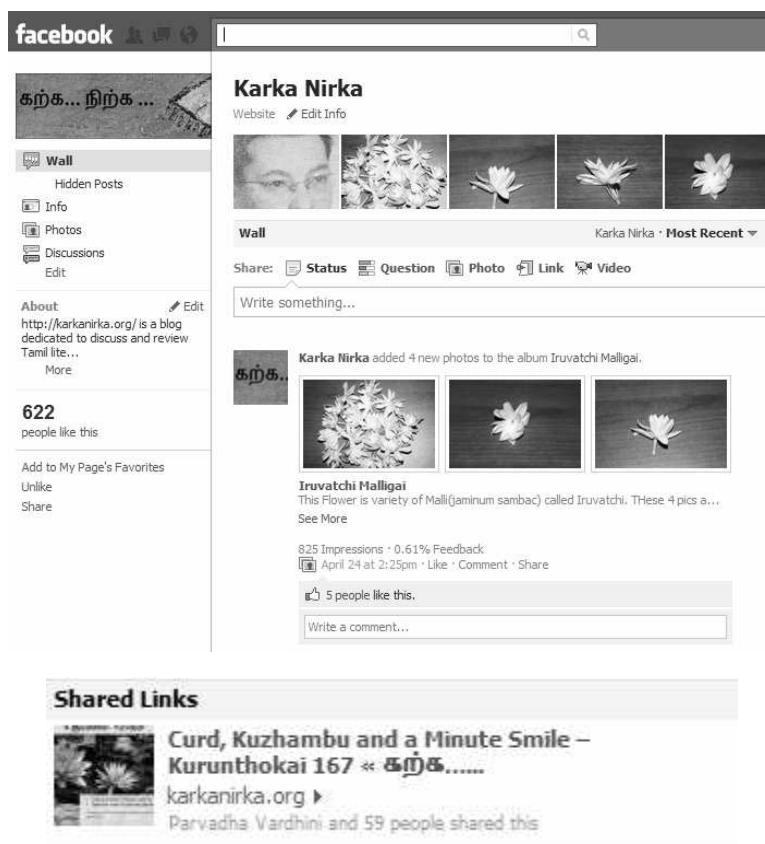 facebook
கற்க... நிற்க ...
Wall
Hidden Posts
Info
Photos
Discussions
Edit
About Edit
http://karkanirka.org/ is a blog
dedicated to discuss and review
Tamil lite...
More
622
people like this
Add to My Page's Favorites
Unlike
Share
Karka Nirka
Website Edit Info
Wall Karka Nirka · Most Recent
Share: Status Question Photo Link Video
Write something...
கற்க..
Karka Nirka added 4 new photos to the album Iruvatchi Malligai.
Iruvatchi Malligai
This Flower is variety of Malli(jaminum sambac) called Iruvatchi. THese 4 pics a...
See More
825 Impressions · 0.61% Feedback
April 24 at 2:25pm · Like · Comment · Share
5 people like this.
Write a comment...
Shared Links
Curd, Kuzhambu and a Minute Smile –
Kurunthokai 167 « கற்க......
karkanirka.org
Parvadha Vardhini and 59 people shared this